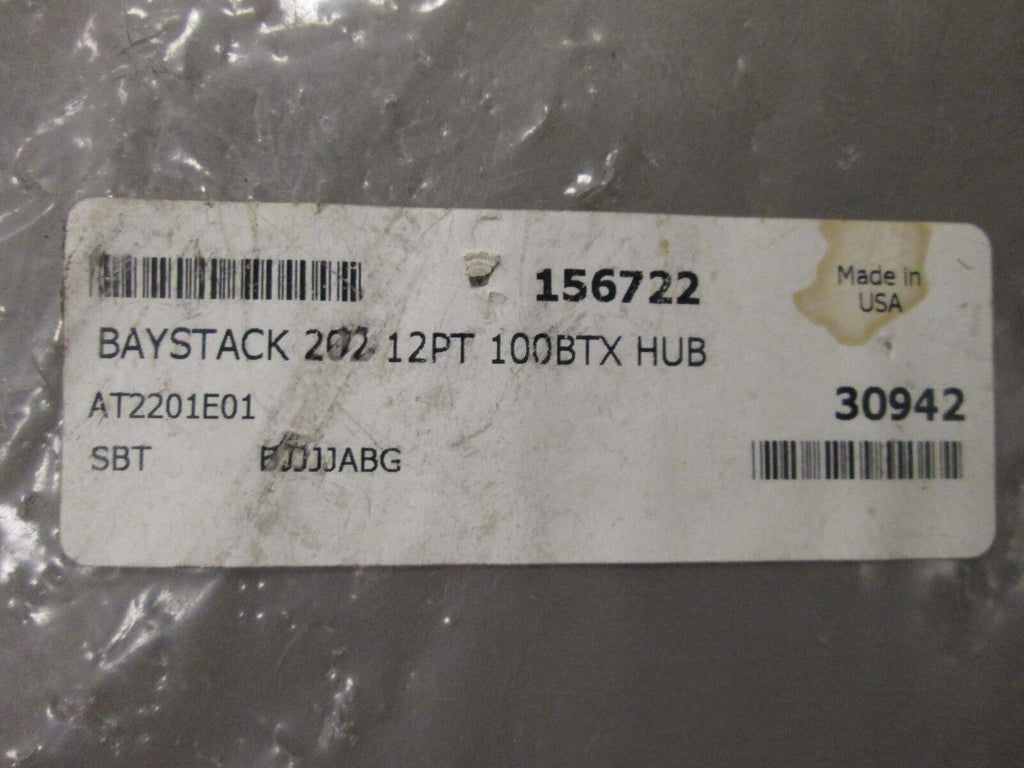 156722
Made in
USA
BAYSTACK 202 12PT 100BTX HUB
AT2201E01
30942
SBT